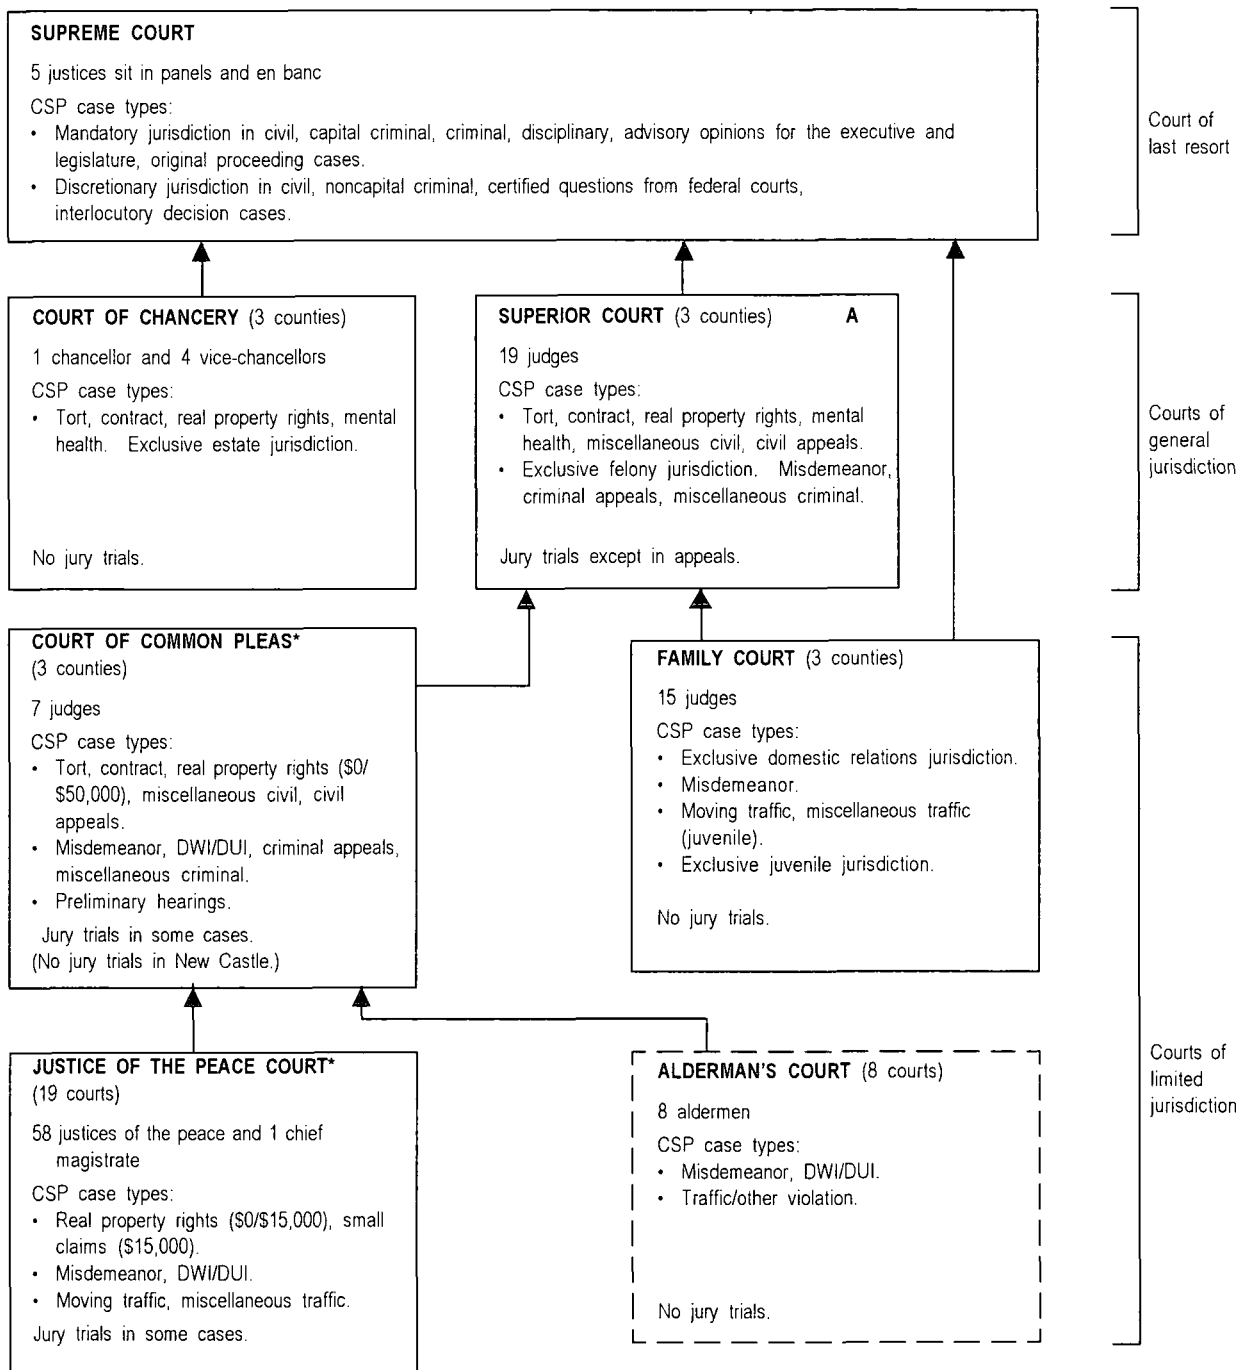 SUPREME COURT
5 justices sit in panels and en banc
CSP case types:
• Mandatory jurisdiction in civil, capital criminal, criminal, disciplinary, advisory opinions for the executive and
legislature, original proceeding cases.
• Discretionary jurisdiction in civil, noncapital criminal, certified questions from federal courts,
interlocutory decision cases.
Court of
last resort
COURT OF CHANCERY (3 counties)
1 chancellor and 4 vice-chancellors
CSP case types:
• Tort, contract, real property rights, mental
health. Exclusive estate jurisdiction.
No jury trials.
SUPERIOR COURT (3 counties) A
19 judges
CSP case types:
• Tort, contract, real property rights, mental
health, miscellaneous civil, civil appeals.
• Exclusive felony jurisdiction. Misdemeanor,
criminal appeals, miscellaneous criminal.
Jury trials except in appeals.
Courts of
general
jurisdiction
COURT OF COMMON PLEAS*
(3 counties)
7 judges
CSP case types:
• Tort, contract, real property rights ($0/
$50,000), miscellaneous civil, civil
appeals.
• Misdemeanor, DWI/DUI, criminal appeals,
miscellaneous criminal.
• Preliminary hearings.
Jury trials in some cases.
(No jury trials in New Castle.)
FAMILY COURT (3 counties)
15 judges
CSP case types:
• Exclusive domestic relations jurisdiction.
• Misdemeanor.
• Moving traffic, miscellaneous traffic
(juvenile).
• Exclusive juvenile jurisdiction.
No jury trials.
JUSTICE OF THE PEACE COURT*
(19 courts)
58 justices of the peace and 1 chief
magistrate
CSP case types:
• Real property rights ($0/$15,000), small
claims ($15,000).
• Misdemeanor, DWI/DUI.
• Moving traffic, miscellaneous traffic.
Jury trials in some cases.
ALDERMAN'S COURT (8 courts)
8 aldermen
CSP case types:
• Misdemeanor, DWI/DUI.
• Traffic/other violation.
No jury trials.
Courts of
limited
jurisdiction